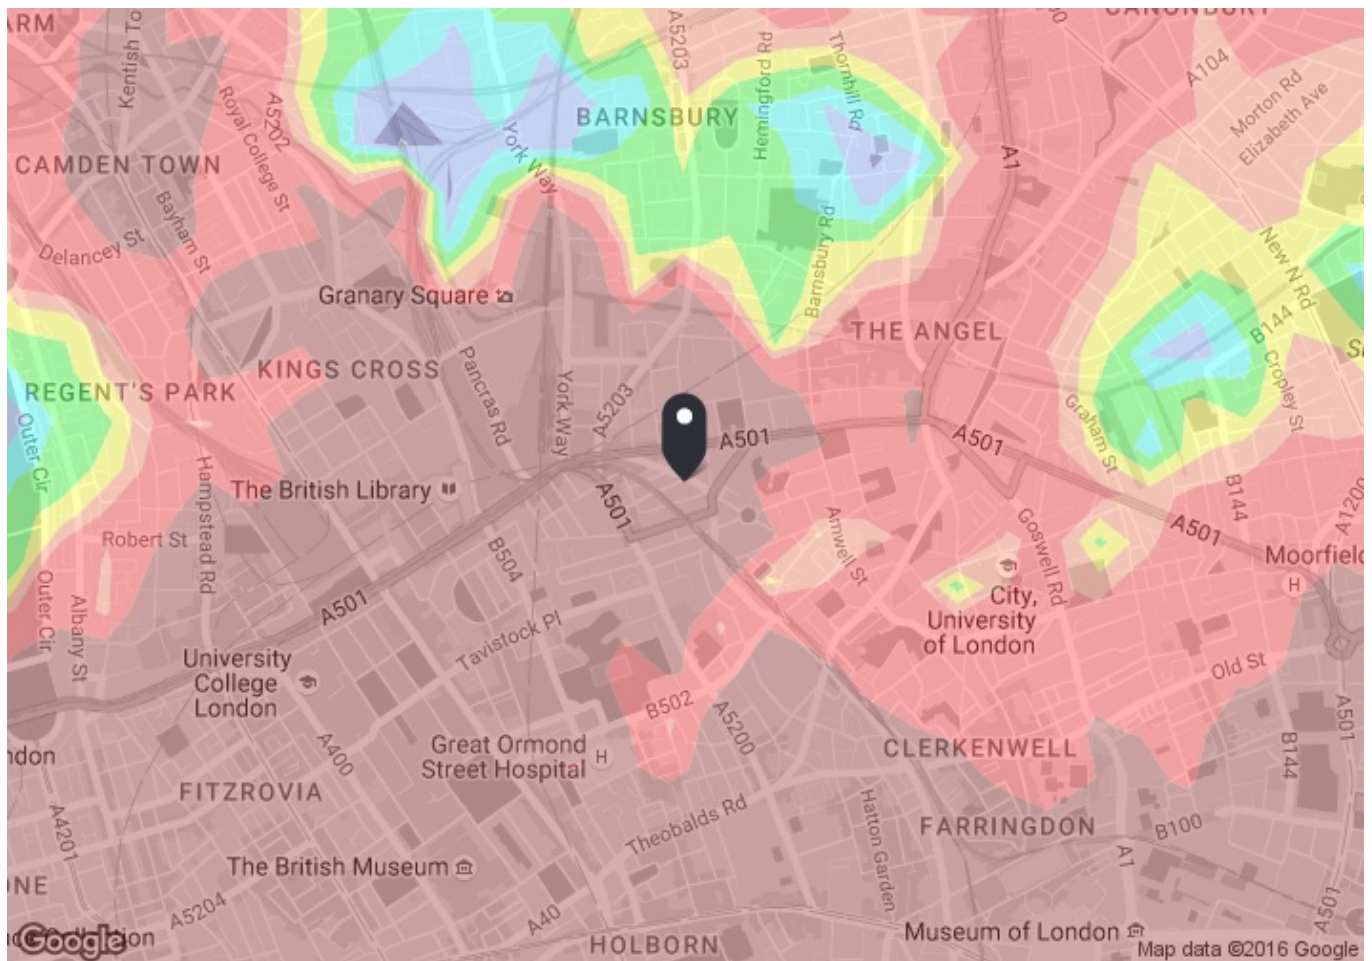 CANONBURY
ARM
Kentish To
A5203
Hemingford Rd
Thornhill Rd
A104
Morton Rd
Elizabeth Ave
Royal College St
A5202
BARNSBURY
York Way
A1
CAMDEN TOWN
Bayham St
Delancey St
Barnsbury Rd
New N Rd
Granary Square
THE ANGEL
B144
KINGS CROSS
Pancras Rd
York Way
A5203
Cropley St
REGENT'S PARK
Outer Cir
Graham St
A501
A501
The British Library
Hampstead Rd
A501
B144
A1200
A501
Robert St
B504
Amwell St
Goswell Rd
Moorfield
H
Outer Cir
Albany St
A501
City,
University
of London
Tavistock Pl
University
College
London
Old St
B502
A5200
A501
A400
Great Ormond
Street Hospital
H
CLERKENWELL
B144
ndon
FITZROVIA
Theobalds Rd
Hatton Garden
FARRINGDON
B100
A4201
A1
The British Museum
ONE
A5204
A40
A501
Google
on
HOLBORN
Museum of London
Map data ©2016 Google